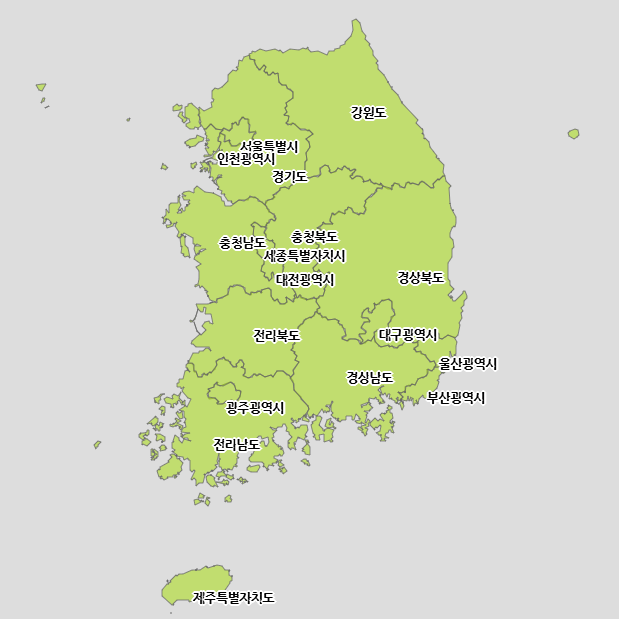 강원도
서울특별시
인천광역시
경기도
충청북도
충청남도
세종특별자치시
경상북도
대전광역시
전리북도
대구광역시
울산광역시
경상남도
부산광역시
광주광역시
전리남도
제주특별자치도